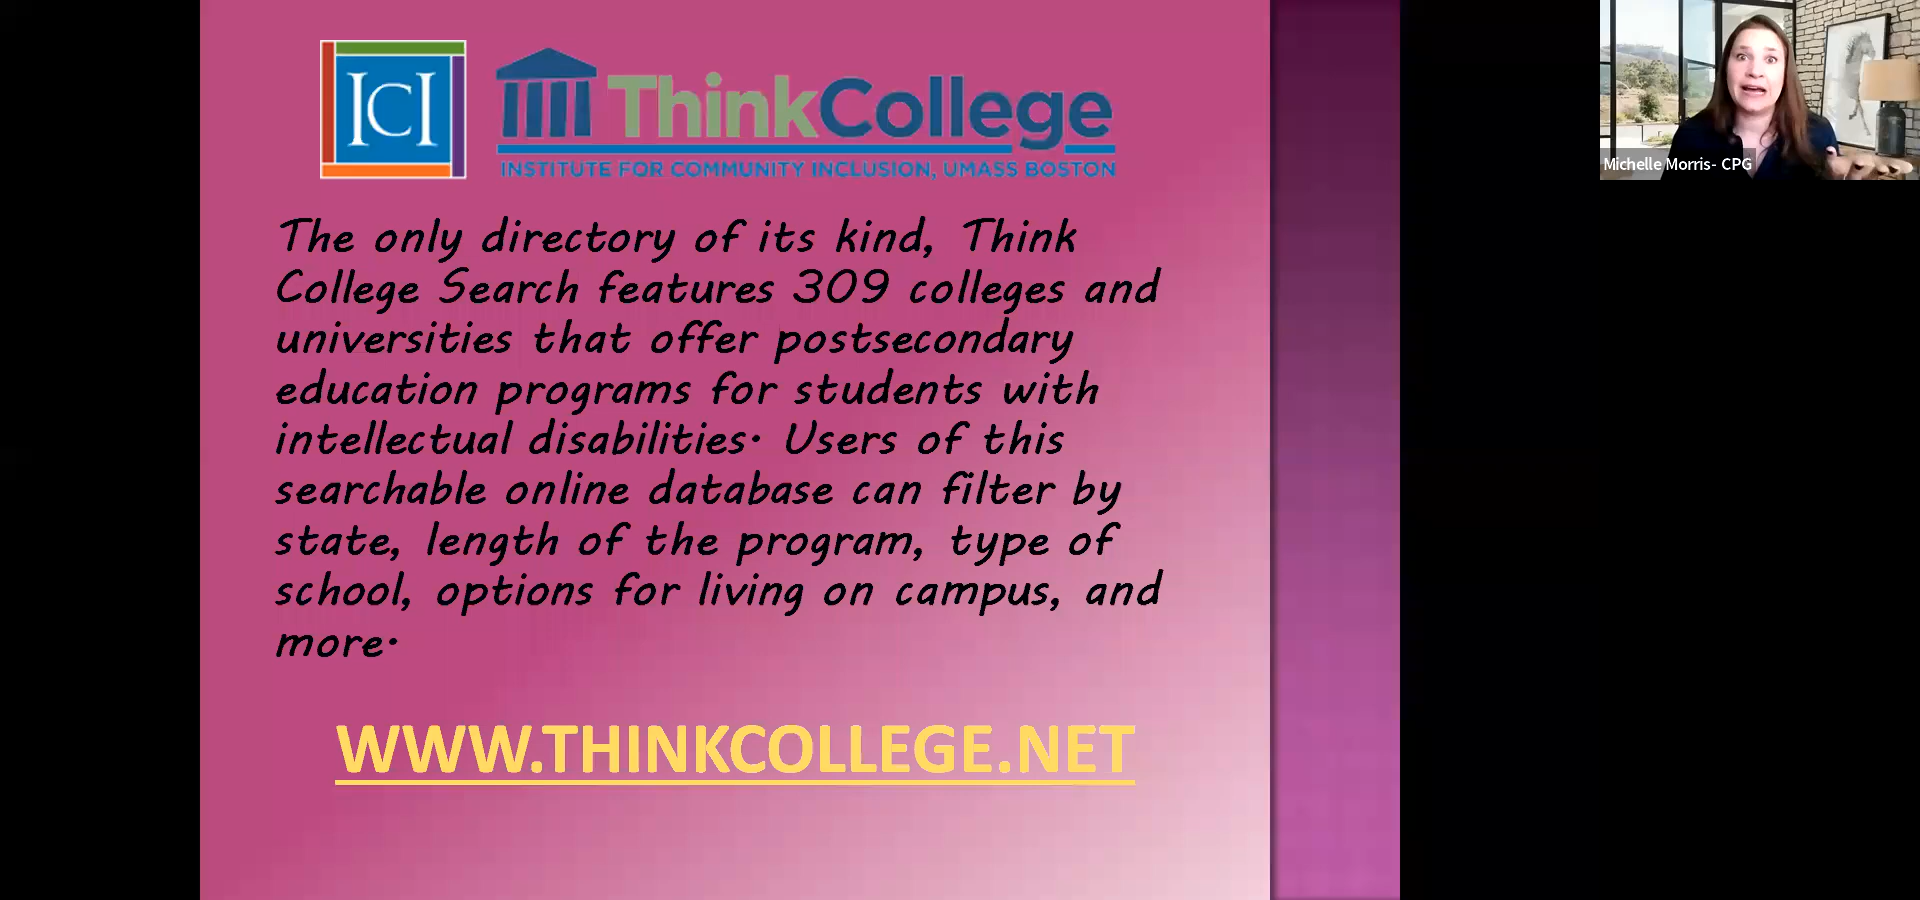 ICI
ThinkCollege
INSTITUTE FOR COMMUNITY INCLUSION, UMASS BOSTON
The only directory of its kind, Think
College Search features 309 colleges and
universities that offer postsecondary
education programs for students with
intellectual disabilities. Users of this
searchable online database can filter by
state, length of the program, type of
school, options for living on campus, and
more.
WWW.THINKCOLLEGE.NET
Michelle Morris- CPG